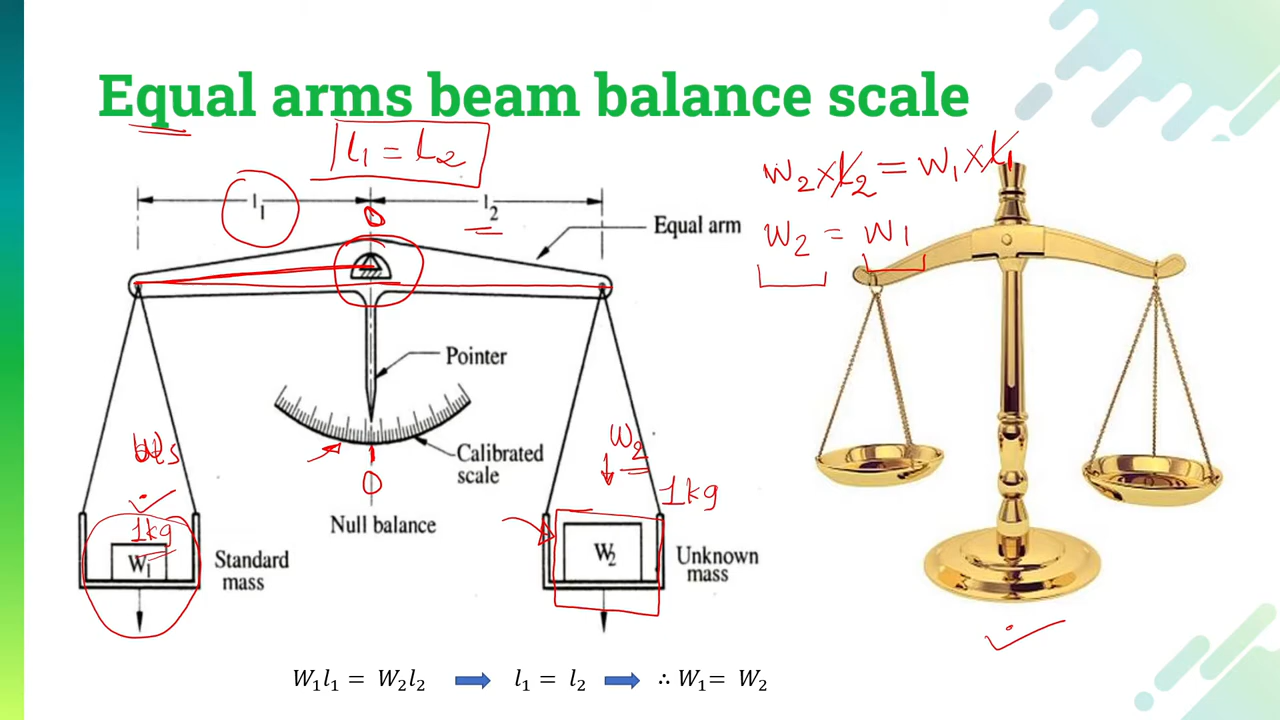 Equal arms beam balance scale
l₁ = L₂
W₂ × L₂ = W₁ × L₁
W₂ = W₁
l₁
l₂
0
Equal arm
Pointer
Calibrated
scale
0
Null balance
1kg
W₁
Standard
mass
W₂
1kg
W₂
Unknown
mass
W₁l₁ = W₂l₂
l₁ = l₂
∴ W₁ = W₂